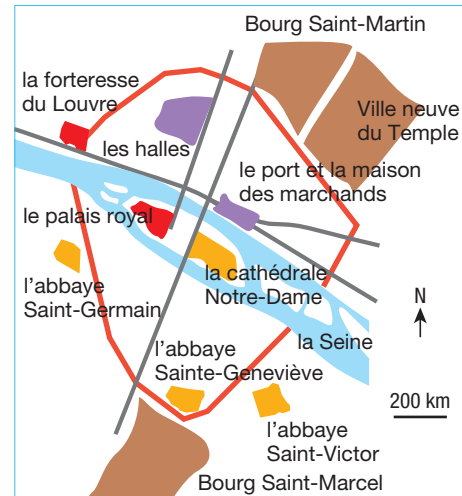 Bourg Saint-Martin
la forteresse
du Louvre
Ville neuve
du Temple
les halles
le port et la maison
des marchands
le palais royal
la cathédrale
Notre-Dame
l'abbaye
Saint-Germain
N
la Seine
l'abbaye
Sainte-Geneviève
200 km
l'abbaye
Saint-Victor
Bourg Saint-Marcel